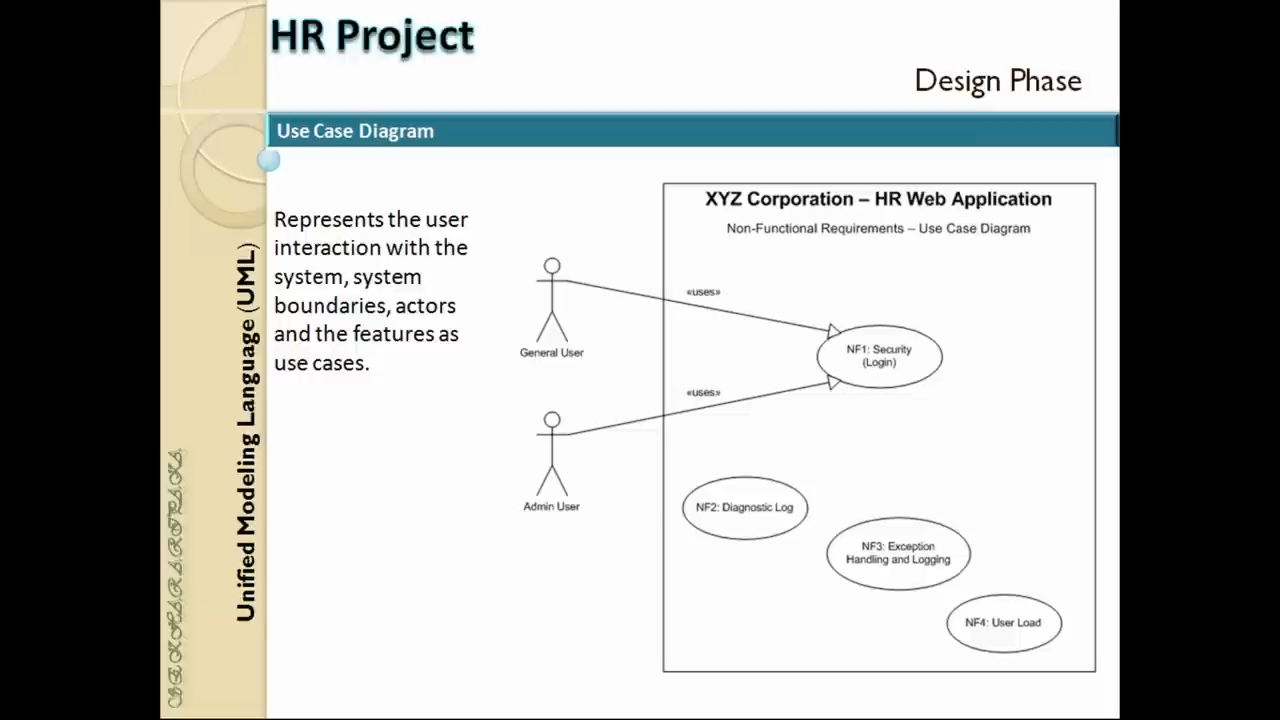 HR Project
Design Phase
Use Case Diagram
Represents the user
interaction with the
system, system
boundaries, actors
and the features as
use cases.
Unified Modeling Language (UML)
XYZ Corporation – HR Web Application
Non-Functional Requirements – Use Case Diagram
«uses»
General User
NF1: Security
(Login)
«uses»
Admin User
NF2: Diagnostic Log
NF3: Exception
Handling and Logging
NF4: User Load